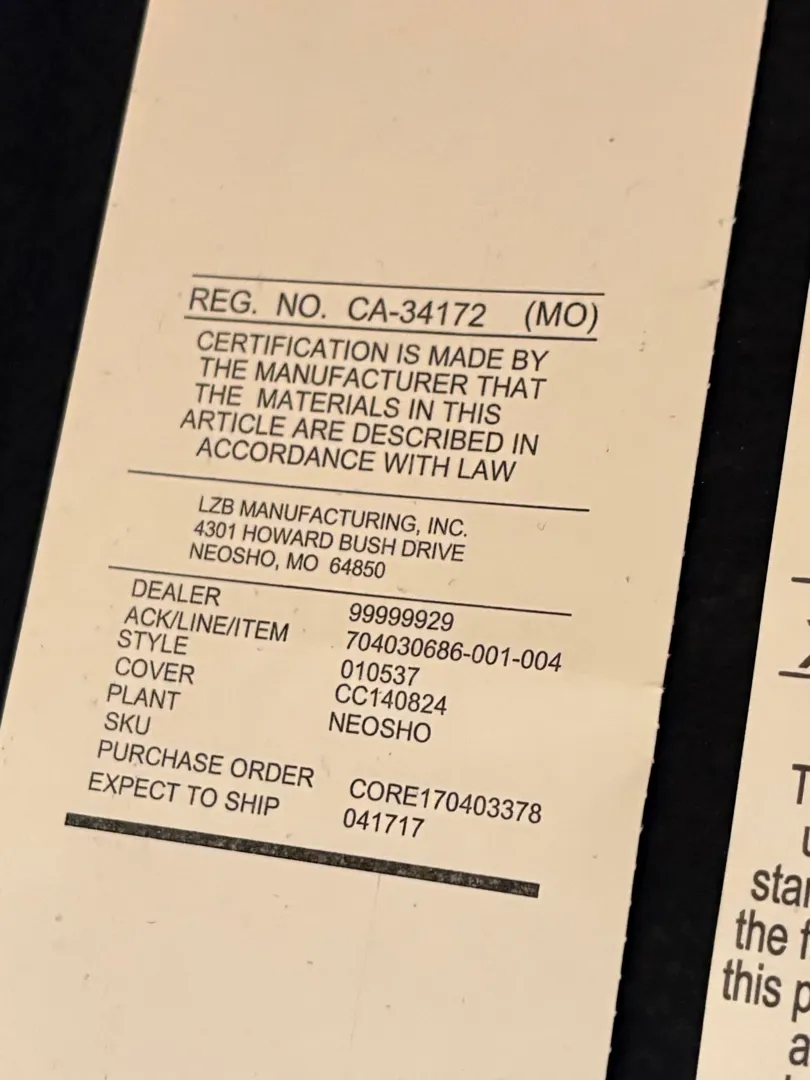 REG. NO. CA-34172 (MO)
CERTIFICATION IS MADE BY
THE MANUFACTURER THAT
THE MATERIALS IN THIS
ARTICLE ARE DESCRIBED IN
ACCORDANCE WITH LAW
LZB MANUFACTURING, INC.
4301 HOWARD BUSH DRIVE
NEOSHO, MO 64850
DEALER 99999929
ACK/LINE/ITEM 704030686-001-004
STYLE 010537
COVER CC140824
PLANT NEOSHO
SKU
PURCHASE ORDER CORE170403378
EXPECT TO SHIP 041717
the
this